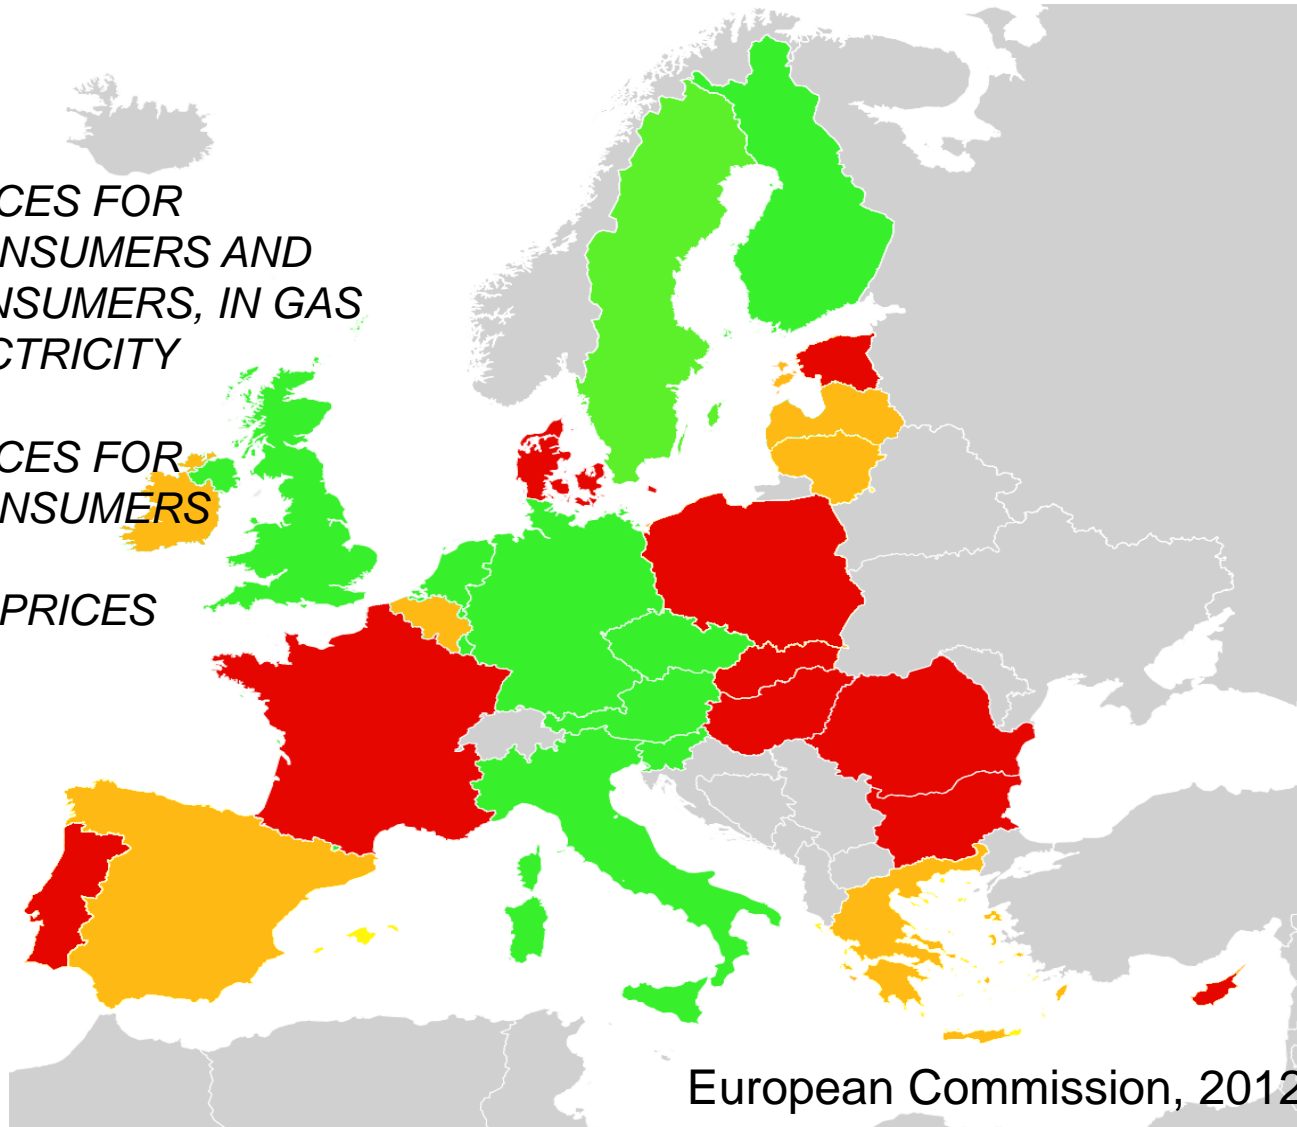 CES FOR
NSUMERS AND
NSUMERS, IN GAS
CTRICITY
CES FOR
NSUMERS
PRICES
European Commission, 2012